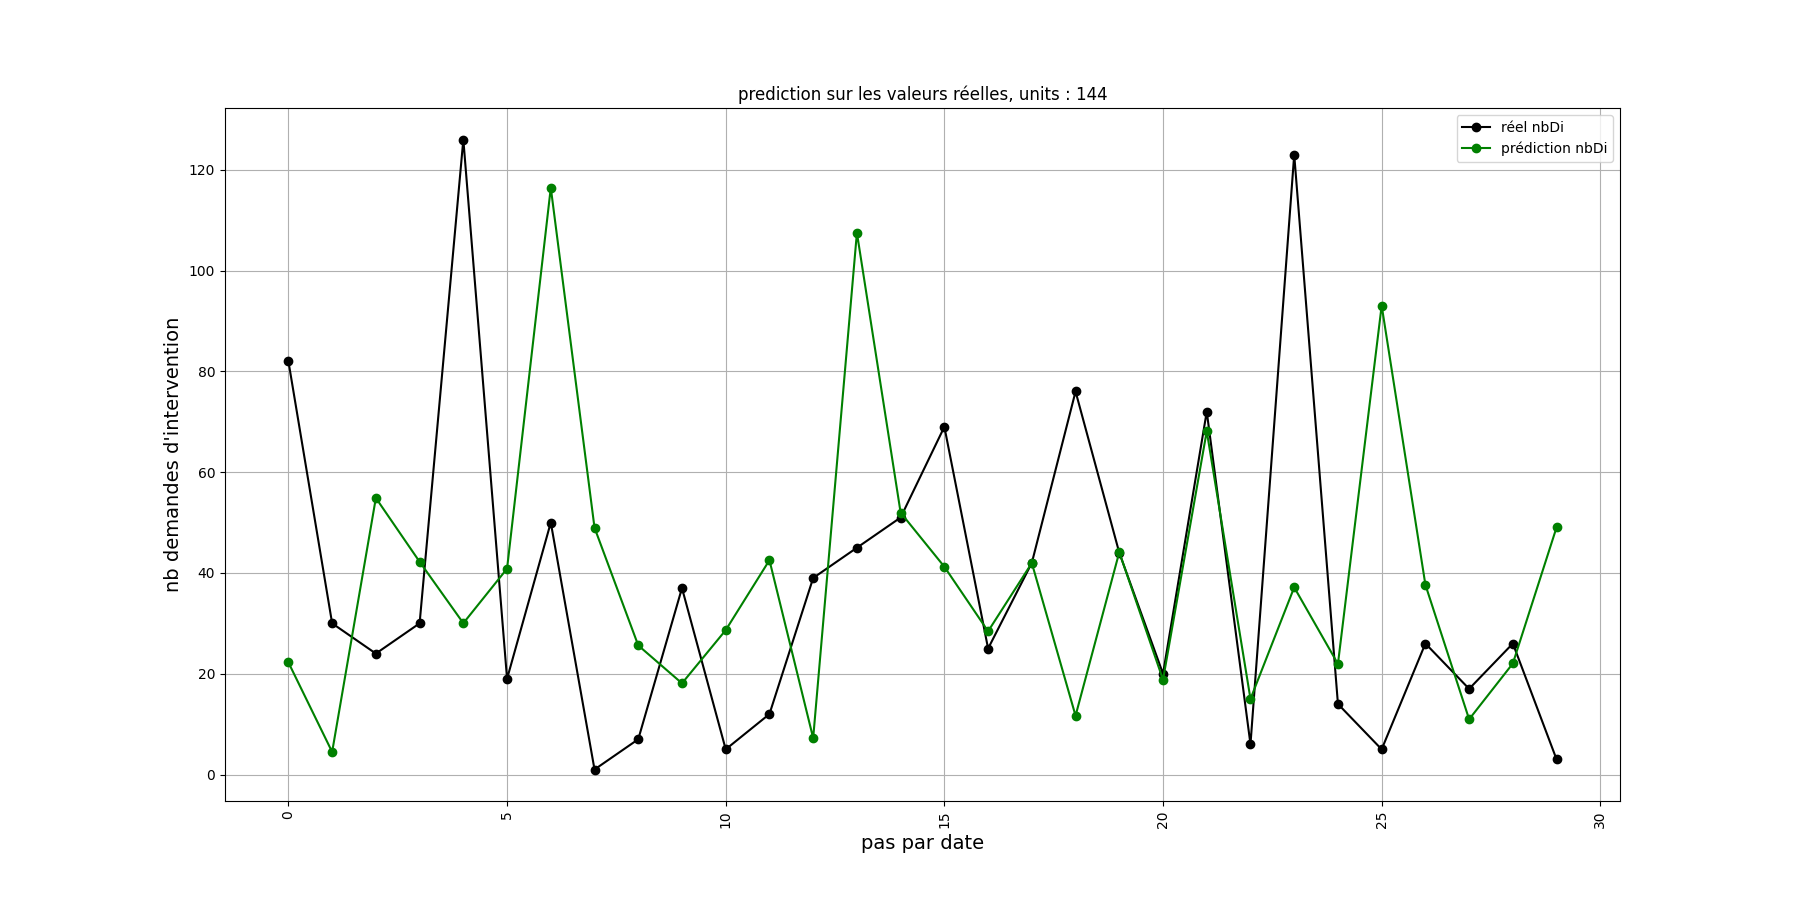 prediction sur les valeurs réelles, units : 144
réel nbDi
prédiction nbDi
nb demandes d'intervention
120
100
80
60
40
20
0
0 5 10 15 20 25 30
pas par date